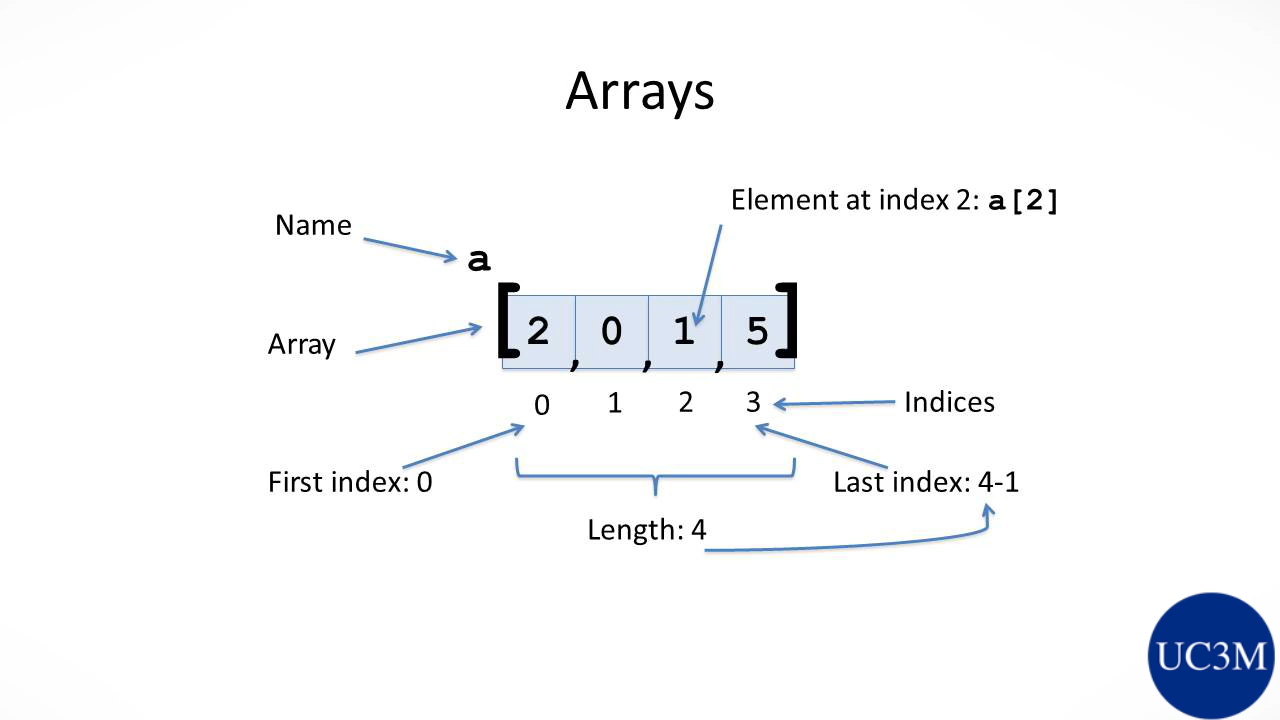 Arrays
Element at index 2: a[2]
Name
a
[2, 0, 1, 5]
Array
0 1 2 3
Indices
First index: 0
Last index: 4-1
Length: 4
UC3M